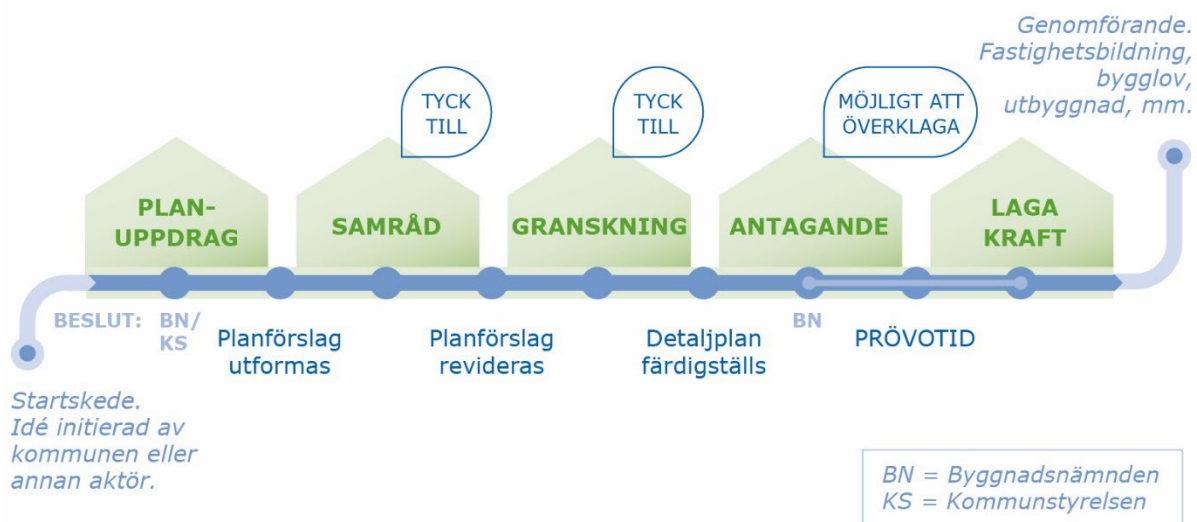 Genomförande.
Fastighetsbildning,
bygglov,
utbyggnad, mm.
TYCK
TILL
TYCK
TILL
MÖJLIGT ATT
ÖVERKLAGA
PLAN-
UPPDRAG
SAMRÅD
GRANSKNING
ANTAGANDE
LAGA
KRAFT
BESLUT:
BN/
KS
Planförslag
utformas
Planförslag
revideras
Detaljplan
färdigställs
BN
PRÖVOTID
Startskede.
Idé initierad av
kommunen eller
annan aktör.
BN = Byggnadsnämnden
KS = Kommunstyrelsen